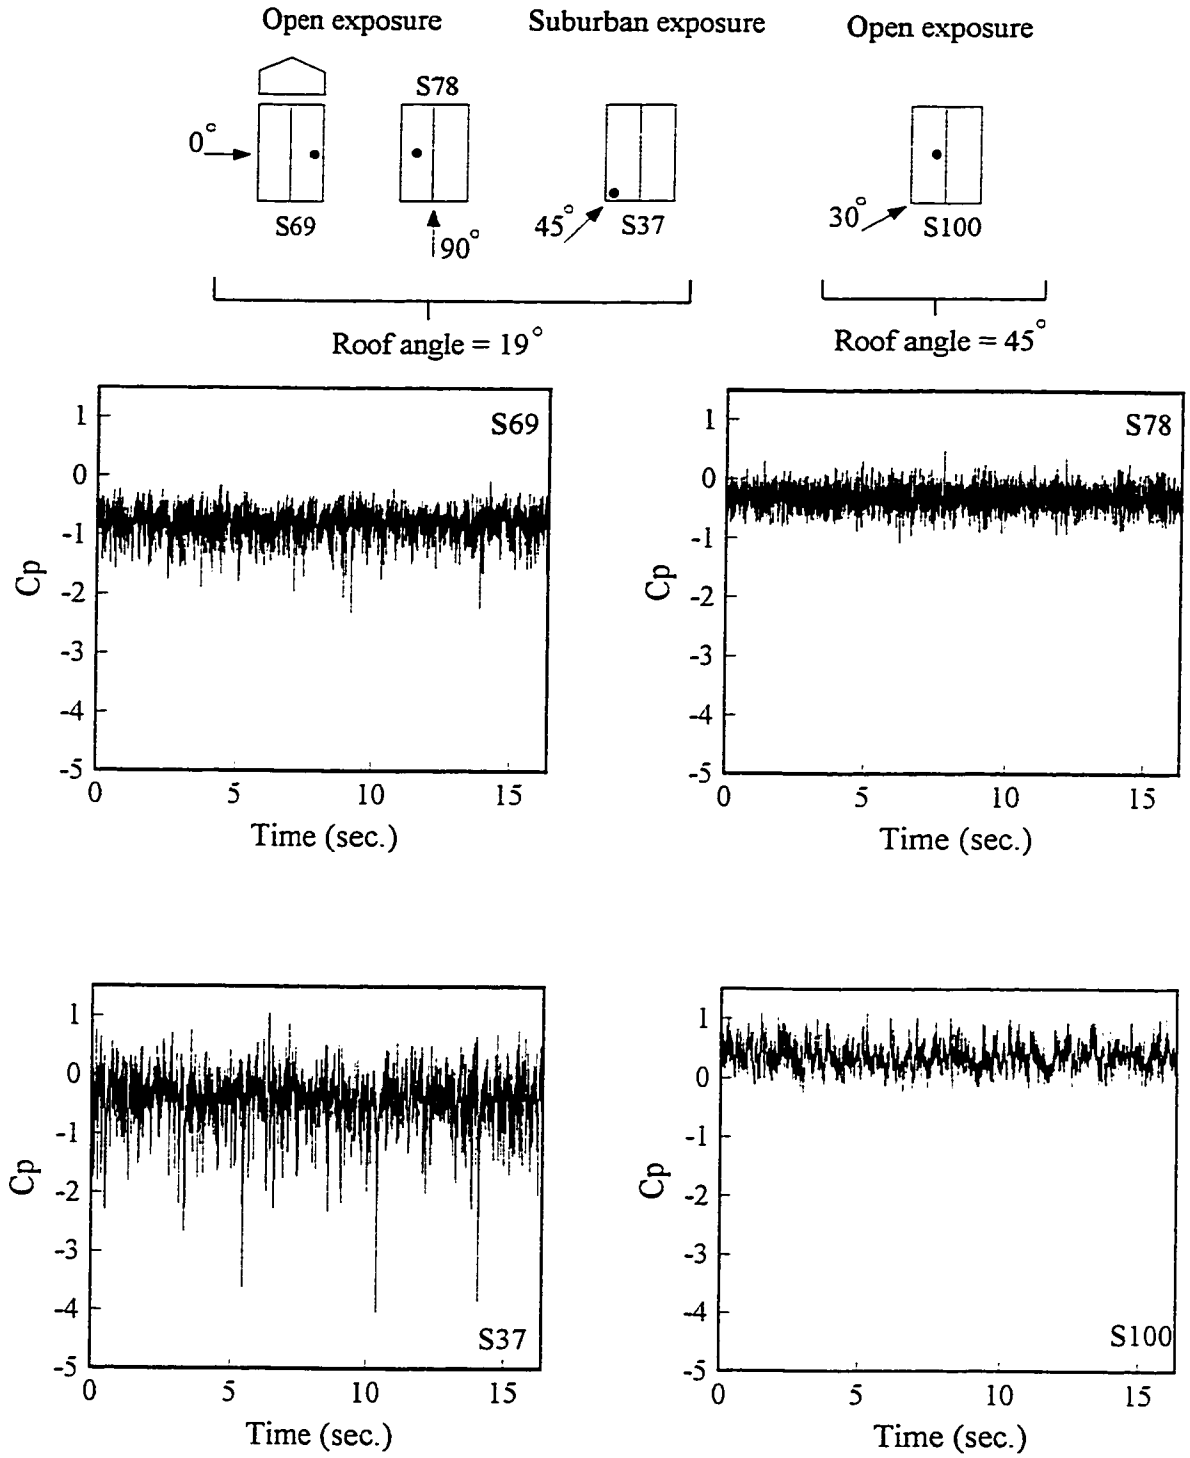 Open exposure Suburban exposure Open exposure
S78
0°
S69
90°
45°
S37
30°
S100
Roof angle = 19°
Roof angle = 45°
S69
1
0
-1
-2
-3
-4
-5
Cp
0 5 10 15
Time (sec.)
S78
1
0
-1
-2
-3
-4
-5
Cp
0 5 10 15
Time (sec.)
1
0
-1
-2
-3
-4
-5
Cp
S37
0 5 10 15
Time (sec.)
1
0
-1
-2
-3
-4
-5
Cp
S100
0 5 10 15
Time (sec.)